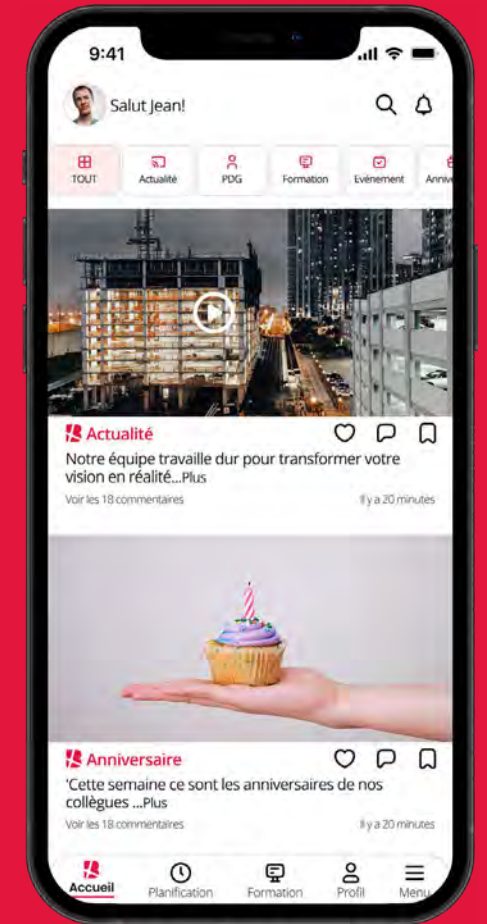 9:41
Salut Jean!
TOUT Actualité PDG Formation Evénement Annive
Actualité
Notre équipe travaille dur pour transformer votre
vision en réalité...Plus
Voir les 18 commentaires Il y a 20 minutes
Anniversaire
'Cette semaine ce sont les anniversaires de nos
collègues ...Plus
Voir les 18 commentaires Il y a 20 minutes
Accueil Planification Formation Profil Menu